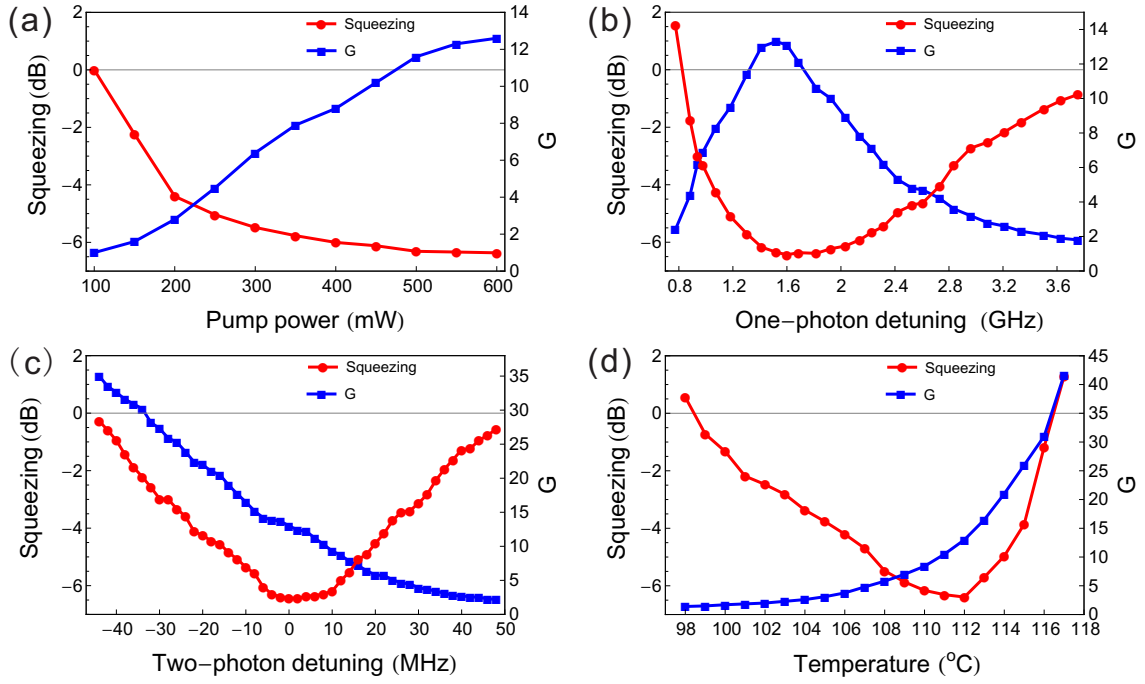 (a)
Squeezing
G
2
0
−2
−4
−6
Squeezing (dB)
14
12
10
8
6
4
2
0
G
100 200 300 400 500 600
Pump power (mW)
(b)
Squeezing
G
2
0
−2
−4
−6
Squeezing (dB)
14
12
10
8
6
4
2
0
G
0.8 1.2 1.6 2 2.4 2.8 3.2 3.6
One−photon detuning (GHz)
(c)
Squeezing
G
2
0
−2
−4
−6
Squeezing (dB)
35
30
25
20
15
10
5
0
G
−40 −30 −20 −10 0 10 20 30 40 50
Two−photon detuning (MHz)
(d)
Squeezing
G
2
0
−2
−4
−6
Squeezing (dB)
45
40
35
30
25
20
15
10
5
0
G
98 100 102 104 106 108 110 112 114 116 118
Temperature (°C)